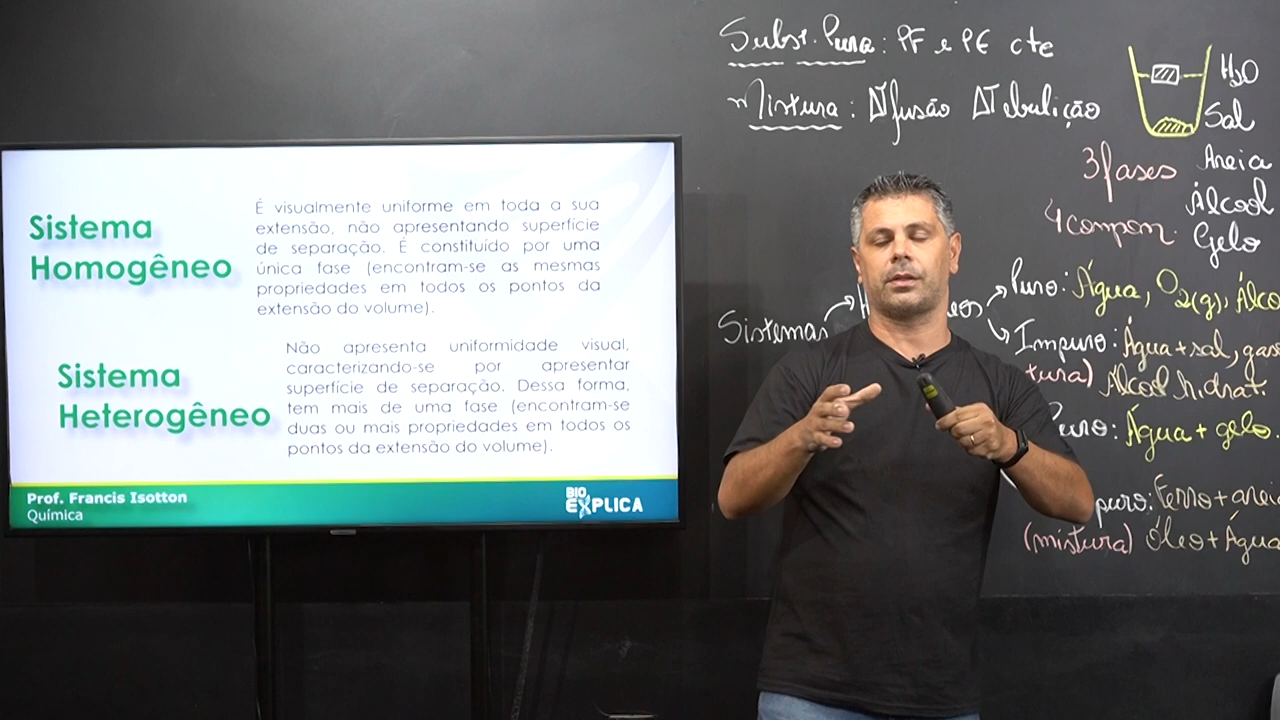 Sistema
Homogêneo
É visualmente uniforme em toda a sua
extensão, não apresentando superfície
de separação. É constituído por uma
única fase (encontram-se as mesmas
propriedades em todos os pontos da
extensão do volume).
Sistema
Heterogêneo
Não apresenta uniformidade visual,
caracterizando-se por apresentar
superfície de separação. Dessa forma,
tem mais de uma fase (encontram-se
duas ou mais propriedades em todos os
pontos da extensão do volume).
Prof. Francis Isotton
Química
BIO
EXPLICA
Subst. Pura: PF e PE cte
Mistura: ΔTfusão ΔTebulição
H2O
Sal
3 fases Areia
Álcool
4 compon. Gelo
Sistemas
Puro: Água, O2(g), Álco
Impuro: Água + sal, gaso
tura) Álcool hidrat.
Puro: Água + gelo.
puro: Ferro + areia
(mistura) Óleo + Água